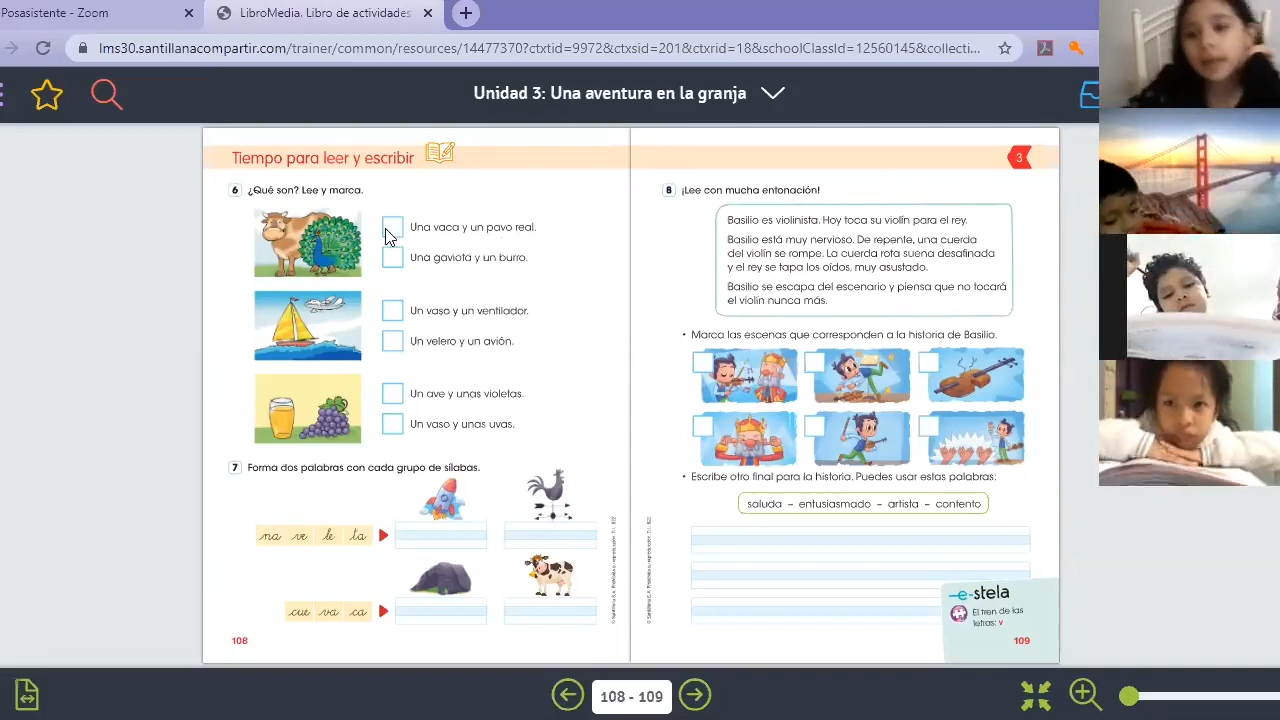 Posasistente - Zoom
LibroMedia. Libro de actividades
lms30.santillanacompartir.com/trainer/common/resources/14477370?ctxtid=9972&ctxsid=201&ctxrid=18&schoolClassId=12560145&collecti...
Unidad 3: Una aventura en la granja
Tiempo para leer y escribir
6 ¿Qué son? Lee y marca.
Una vaca y un pavo real.
Una gaviota y un burro.
Un vaso y un ventilador.
Un velero y un avión.
Un ave y unas violetas.
Un vaso y unas uvas.
7 Forma dos palabras con cada grupo de sílabas.
na ve le ta
cue va ca
108
3
8 ¡Lee con mucha entonación!
Basilio es violinista. Hoy toca su violín para el rey.
Basilio está muy nervioso. De repente, una cuerda
del violín se rompe. La cuerda rota suena desafinada
y el rey se tapa los oídos, muy asustado.
Basilio se escapa del escenario y piensa que no tocará
el violín nunca más.
• Marca las escenas que corresponden a la historia de Basilio.
• Escribe otro final para la historia. Puedes usar estas palabras:
saluda – entusiasmado – artista – contento
e-stela
El tren de las
letras: v
109
108 - 109